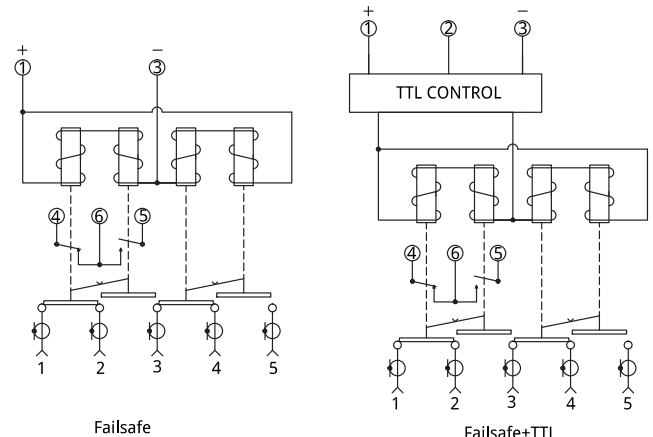 + −
① ③
④ ⑥ ⑤
1 2 3 4 5
Failsafe
+ −
① ② ③
TTL CONTROL
④ ⑥ ⑤
1 2 3 4 5
Failsafe+TTL